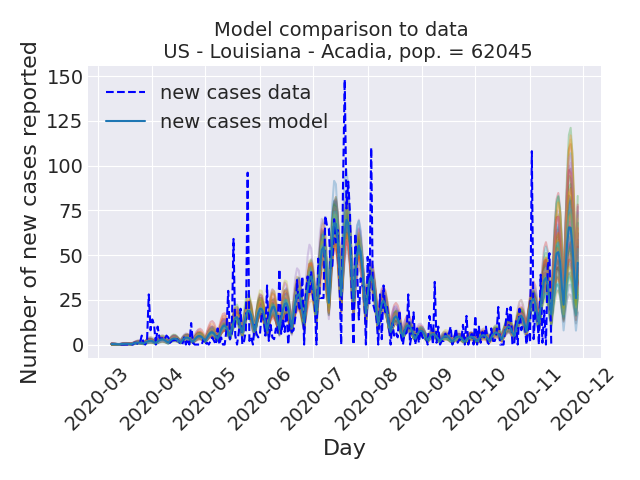 Model comparison to data
US - Louisiana - Acadia, pop. = 62045
Number of new cases reported
150
125
100
75
50
25
0
new cases data
new cases model
2020-03
2020-04
2020-05
2020-06
2020-07
2020-08
2020-09
2020-10
2020-11
2020-12
Day